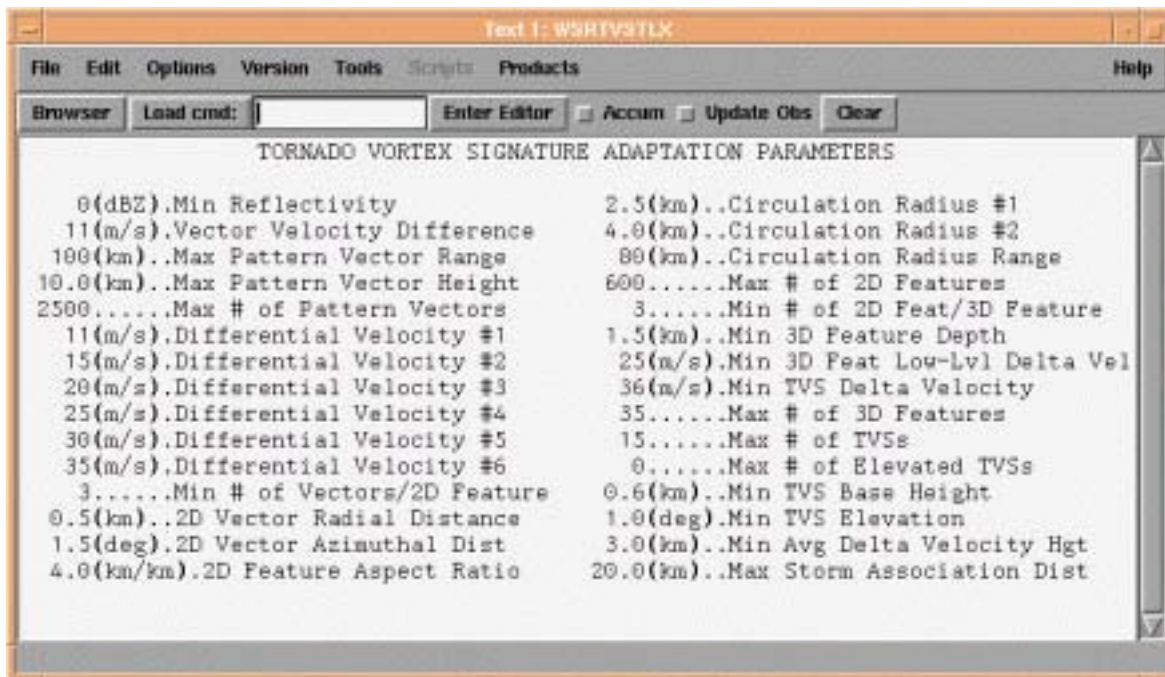 Text 1: WSRTVSTLX
File Edit Options Version Tools Scripts Products Help
Browser Load cmd: Enter Editor Accum Update Obs Clear
TORNADO VORTEX SIGNATURE ADAPTATION PARAMETERS
0(dBZ).Min Reflectivity 2.5(km)..Circulation Radius #1
11(m/s).Vector Velocity Difference 4.0(km)..Circulation Radius #2
100(km)..Max Pattern Vector Range 80(km)..Circulation Radius Range
10.0(km)..Max Pattern Vector Height 600......Max # of 2D Features
2500......Max # of Pattern Vectors 3......Min # of 2D Feat/3D Feature
11(m/s).Differential Velocity #1 1.5(km)..Min 3D Feature Depth
15(m/s).Differential Velocity #2 25(m/s).Min 3D Feat Low-Lvl Delta Vel
20(m/s).Differential Velocity #3 36(m/s).Min TVS Delta Velocity
25(m/s).Differential Velocity #4 35......Max # of 3D Features
30(m/s).Differential Velocity #5 15......Max # of TVSs
35(m/s).Differential Velocity #6 0......Max # of Elevated TVSs
3......Min # of Vectors/2D Feature 0.6(km)..Min TVS Base Height
0.5(km)..2D Vector Radial Distance 1.0(deg).Min TVS Elevation
1.5(deg).2D Vector Azimuthal Dist 3.0(km)..Min Avg Delta Velocity Hgt
4.0(km/km).2D Feature Aspect Ratio 20.0(km)..Max Storm Association Dist